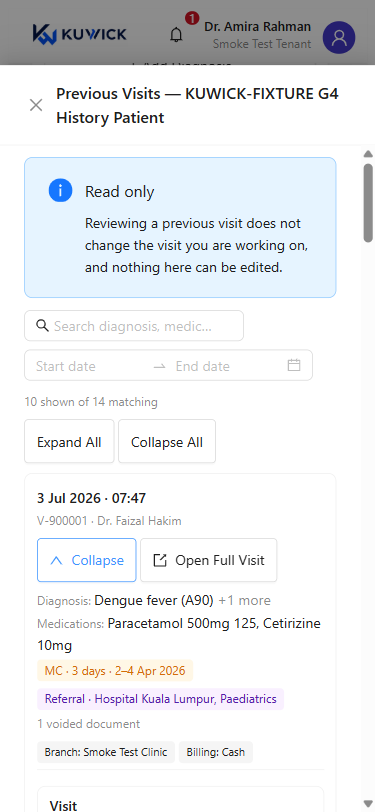 KUWICK
1
Dr. Amira Rahman
Smoke Test Tenant
Previous Visits — KUWICK-FIXTURE G4
History Patient
Read only
Reviewing a previous visit does not
change the visit you are working on,
and nothing here can be edited.
Search diagnosis, medic...
Start date → End date
10 shown of 14 matching
Expand All
Collapse All
3 Jul 2026 · 07:47
V-900001 · Dr. Faizal Hakim
Collapse
Open Full Visit
Diagnosis: Dengue fever (A90) +1 more
Medications: Paracetamol 500mg 125, Cetirizine
10mg
MC · 3 days · 2–4 Apr 2026
Referral · Hospital Kuala Lumpur, Paediatrics
1 voided document
Branch: Smoke Test Clinic
Billing: Cash
Visit